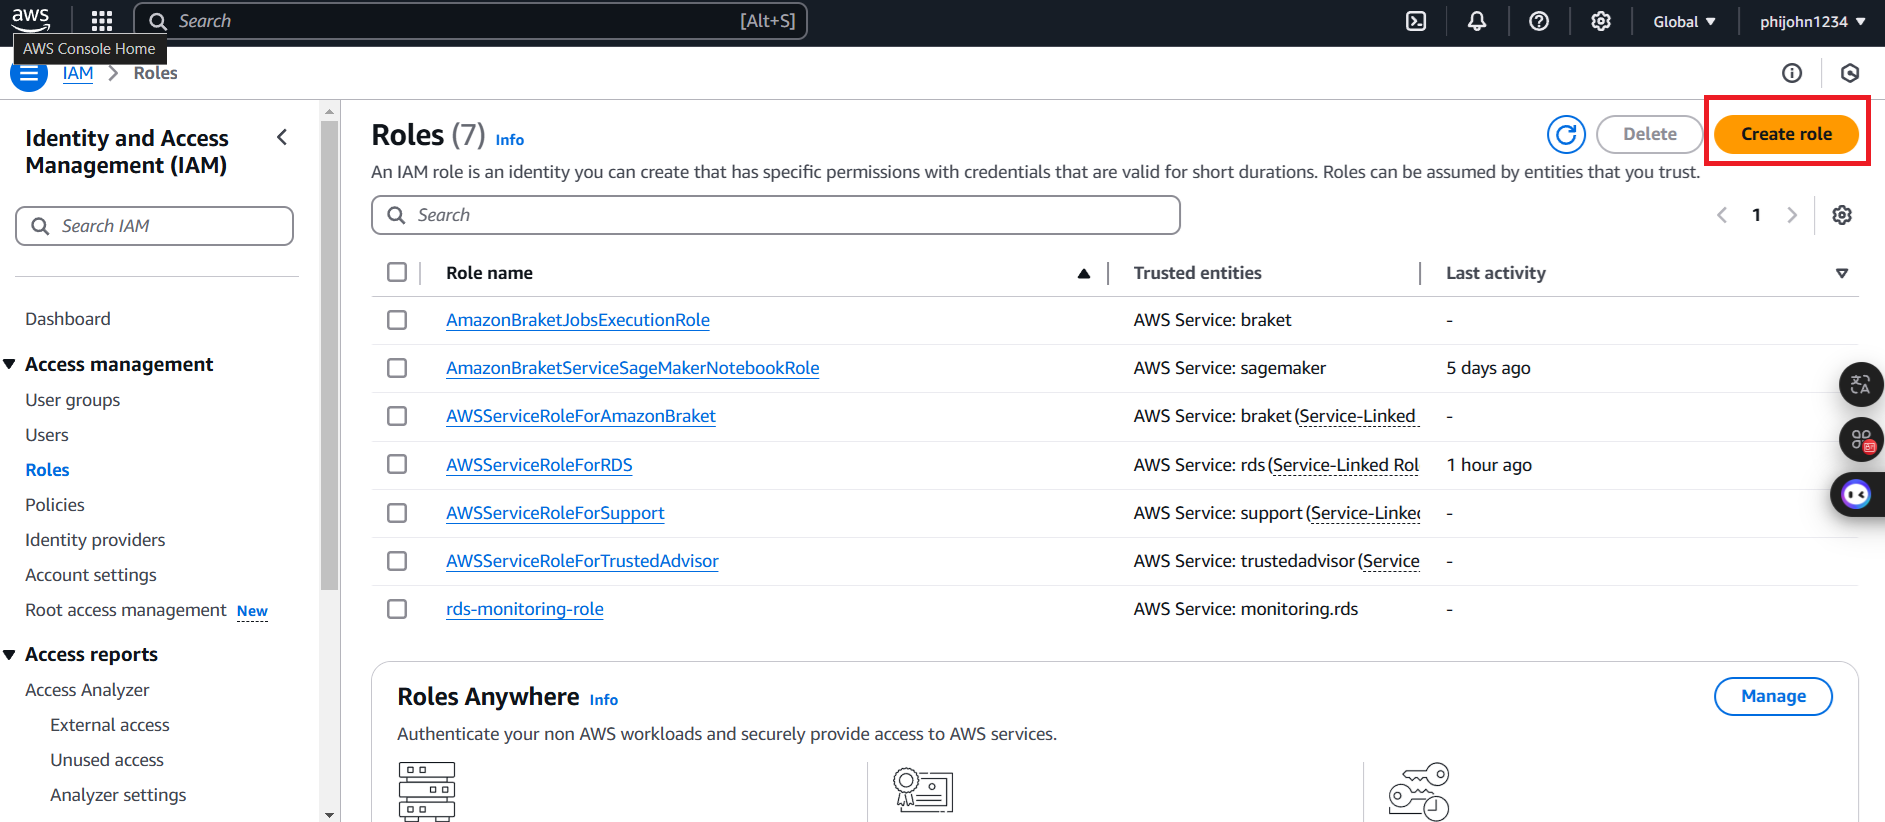 aws
Search
[Alt+S]
Global
phijohn1234
AWS Console Home
IAM
Roles
Identity and Access
Management (IAM)
Search IAM
Dashboard
Access management
User groups
Users
Roles
Policies
Identity providers
Account settings
Root access management New
Access reports
Access Analyzer
External access
Unused access
Analyzer settings
Roles (7) Info
Delete
Create role
An IAM role is an identity you can create that has specific permissions with credentials that are valid for short durations. Roles can be assumed by entities that you trust.
Search
1
Role name Trusted entities Last activity
AmazonBraketJobsExecutionRole AWS Service: braket -
AmazonBraketServiceSageMakerNotebookRole AWS Service: sagemaker 5 days ago
AWSServiceRoleForAmazonBraket AWS Service: braket (Service-Linked -
AWSServiceRoleForRDS AWS Service: rds (Service-Linked Rol 1 hour ago
AWSServiceRoleForSupport AWS Service: support (Service-Linked -
AWSServiceRoleForTrustedAdvisor AWS Service: trustedadvisor (Service -
rds-monitoring-role AWS Service: monitoring.rds -
Roles Anywhere Info
Manage
Authenticate your non AWS workloads and securely provide access to AWS services.